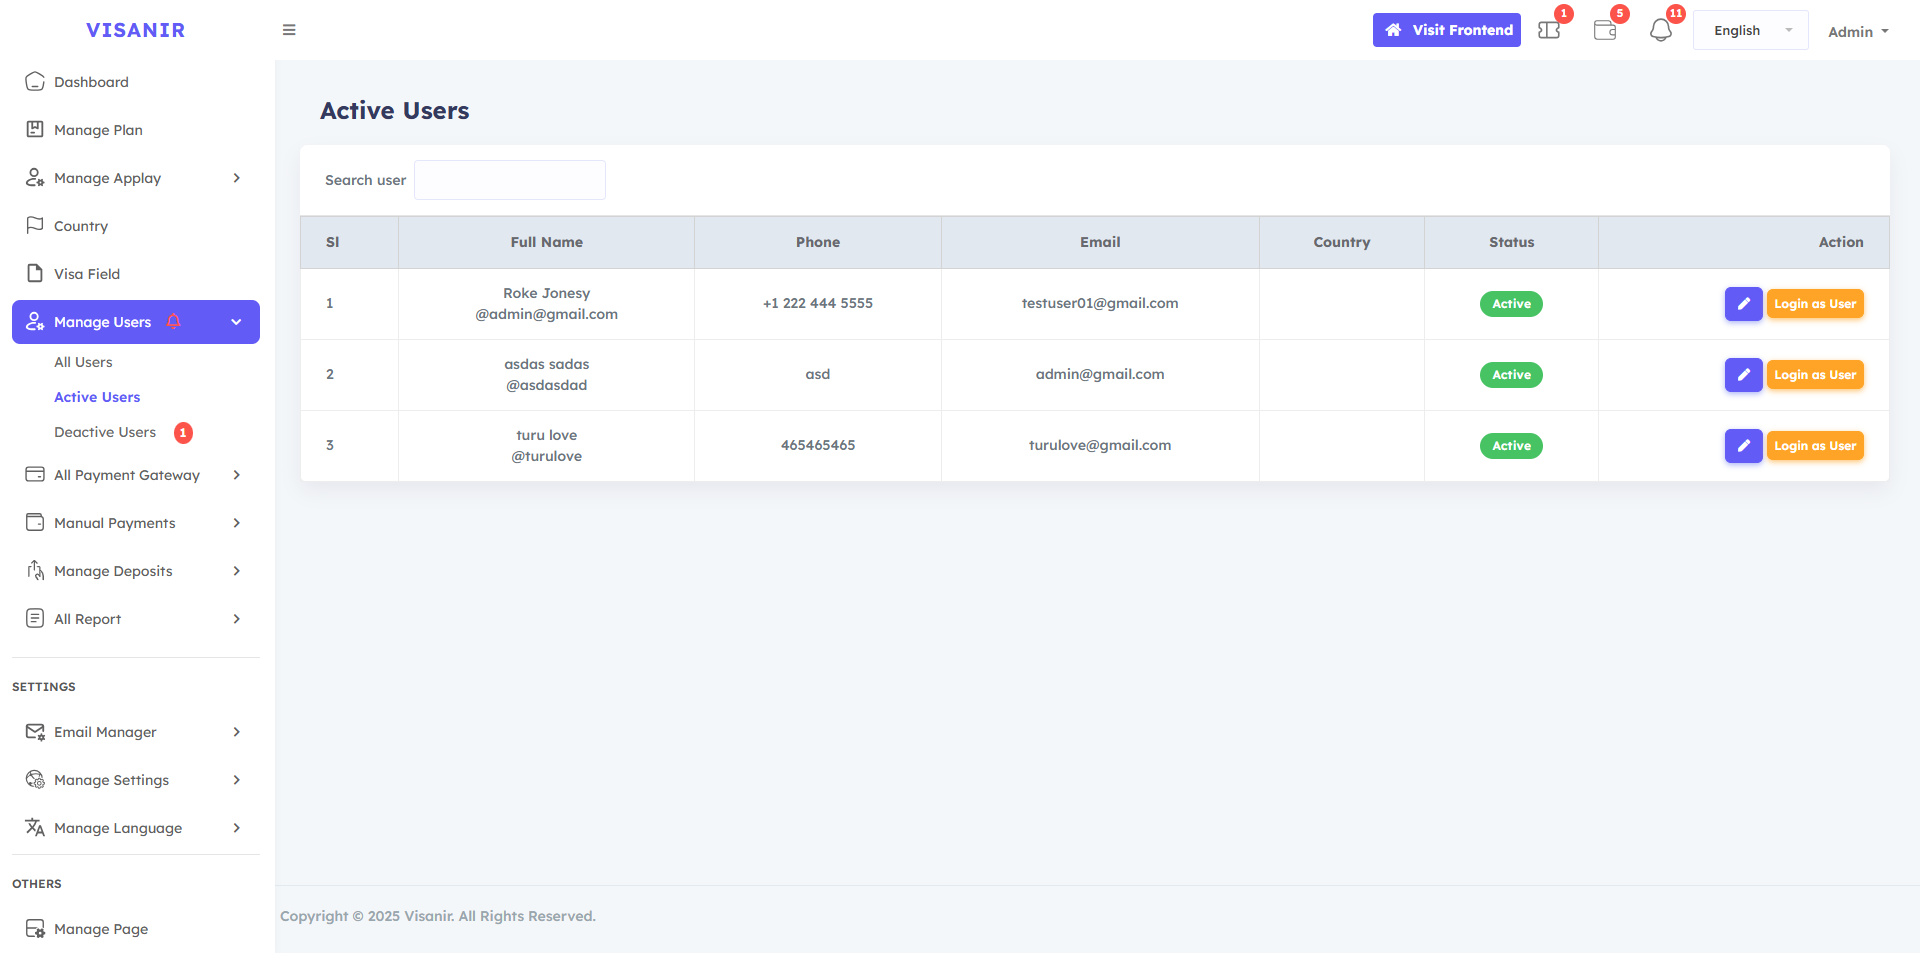 VISANIR
Visit Frontend
1
5
11
English
Admin
Dashboard
Manage Plan
Manage Applay
Country
Visa Field
Manage Users
All Users
Active Users
Deactive Users 1
All Payment Gateway
Manual Payments
Manage Deposits
All Report
SETTINGS
Email Manager
Manage Settings
Manage Language
OTHERS
Manage Page
Active Users
Search user
Sl Full Name Phone Email Country Status Action
1 Roke Jonesy +1 222 444 5555 testuser01@gmail.com Active Login as User
@admin@gmail.com
2 asdas sadas asd admin@gmail.com Active Login as User
@asdasdad
3 turu love 465465465 turulove@gmail.com Active Login as User
@turulove
Copyright © 2025 Visanir. All Rights Reserved.